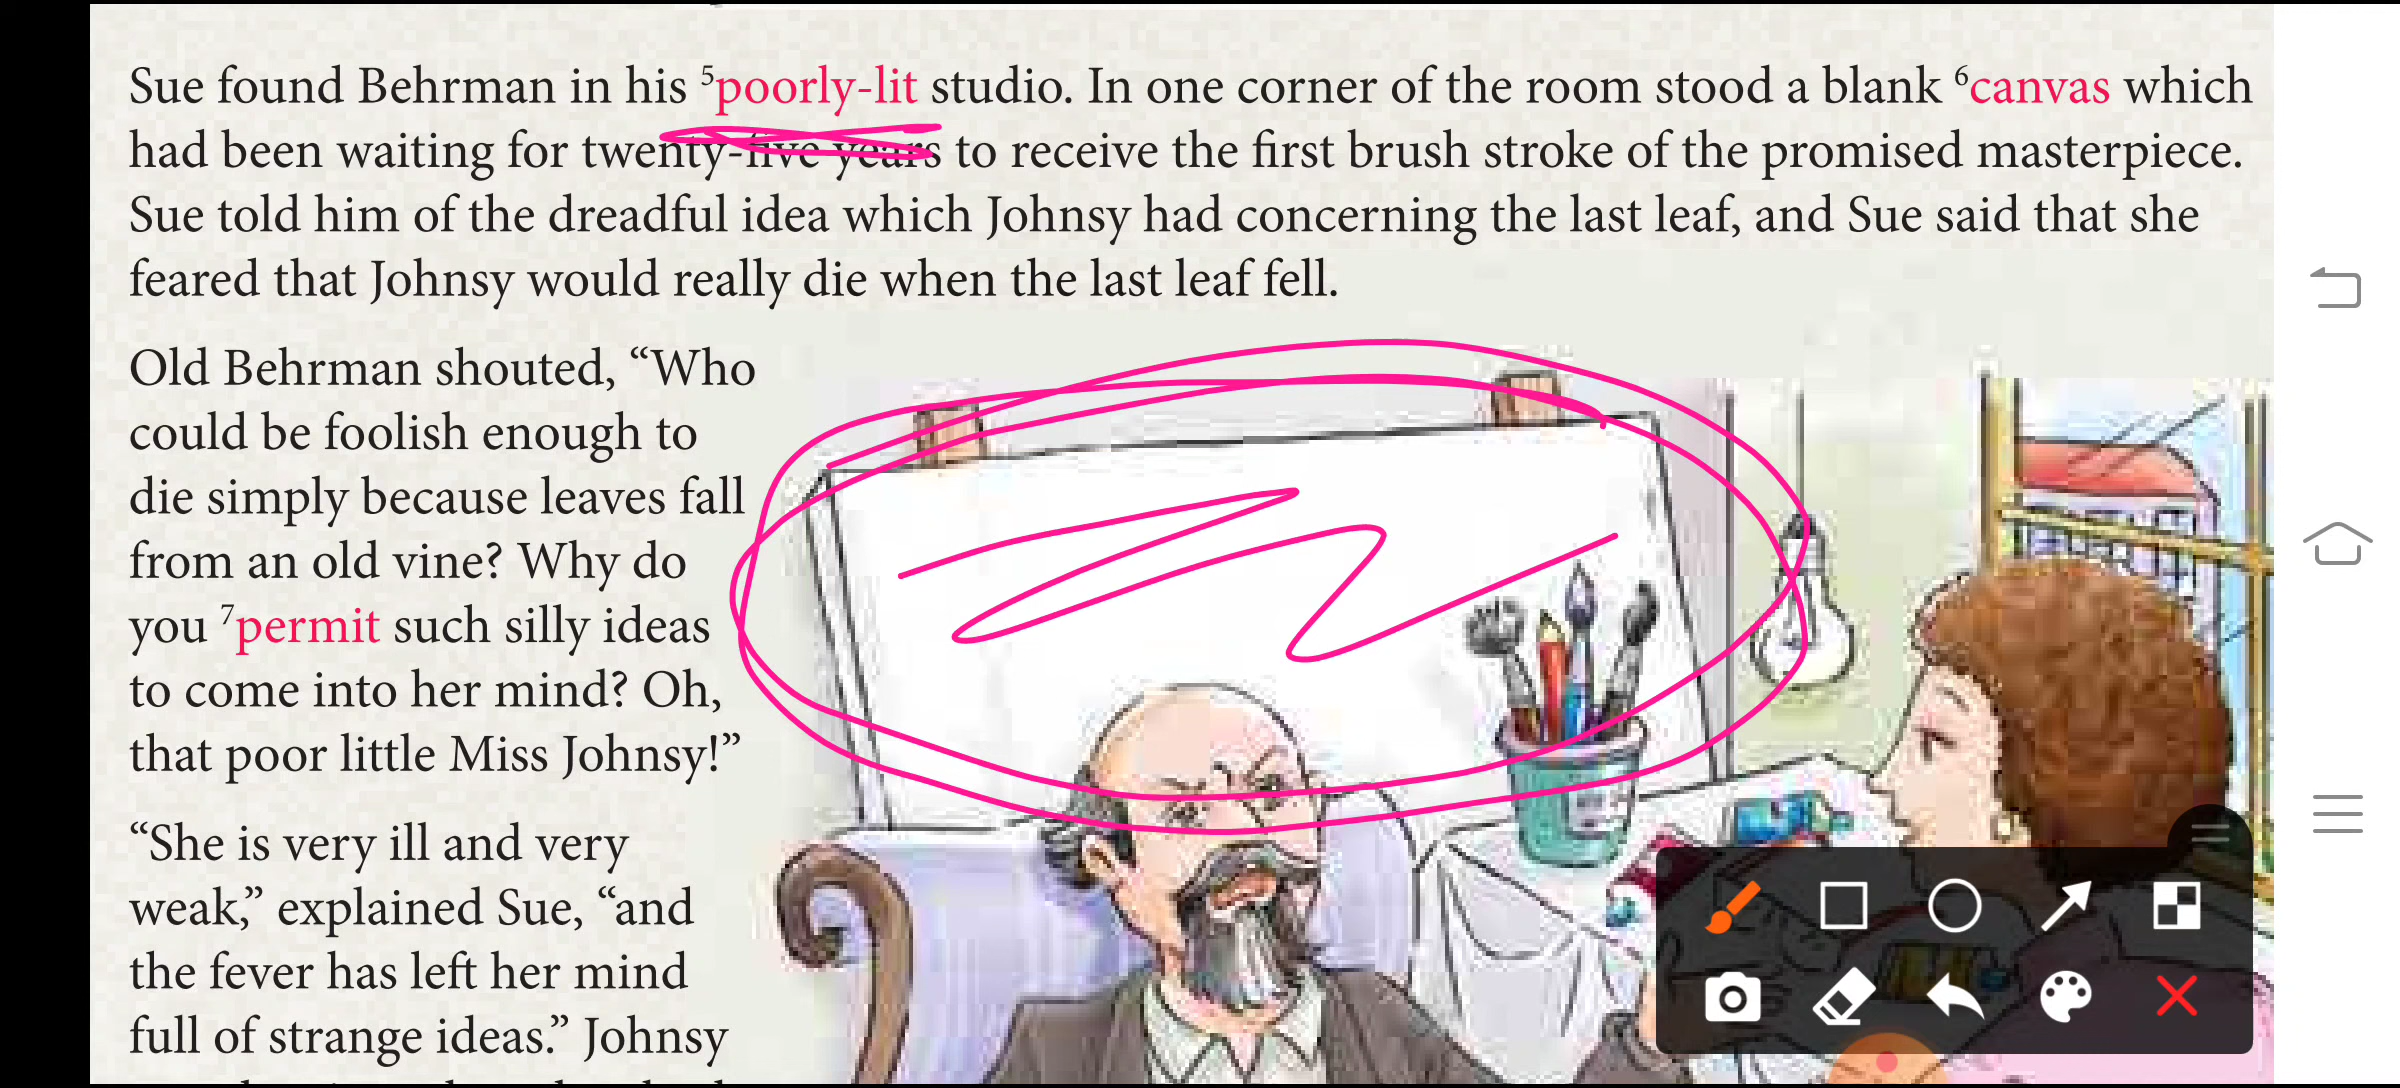 Sue found Behrman in his ⁵poorly-lit studio. In one corner of the room stood a blank ⁶canvas which
had been waiting for twenty-five years to receive the first brush stroke of the promised masterpiece.
Sue told him of the dreadful idea which Johnsy had concerning the last leaf, and Sue said that she
feared that Johnsy would really die when the last leaf fell.
Old Behrman shouted, “Who
could be foolish enough to
die simply because leaves fall
from an old vine? Why do
you ⁷permit such silly ideas
to come into her mind? Oh,
that poor little Miss Johnsy!”
“She is very ill and very
weak,” explained Sue, “and
the fever has left her mind
full of strange ideas.” Johnsy